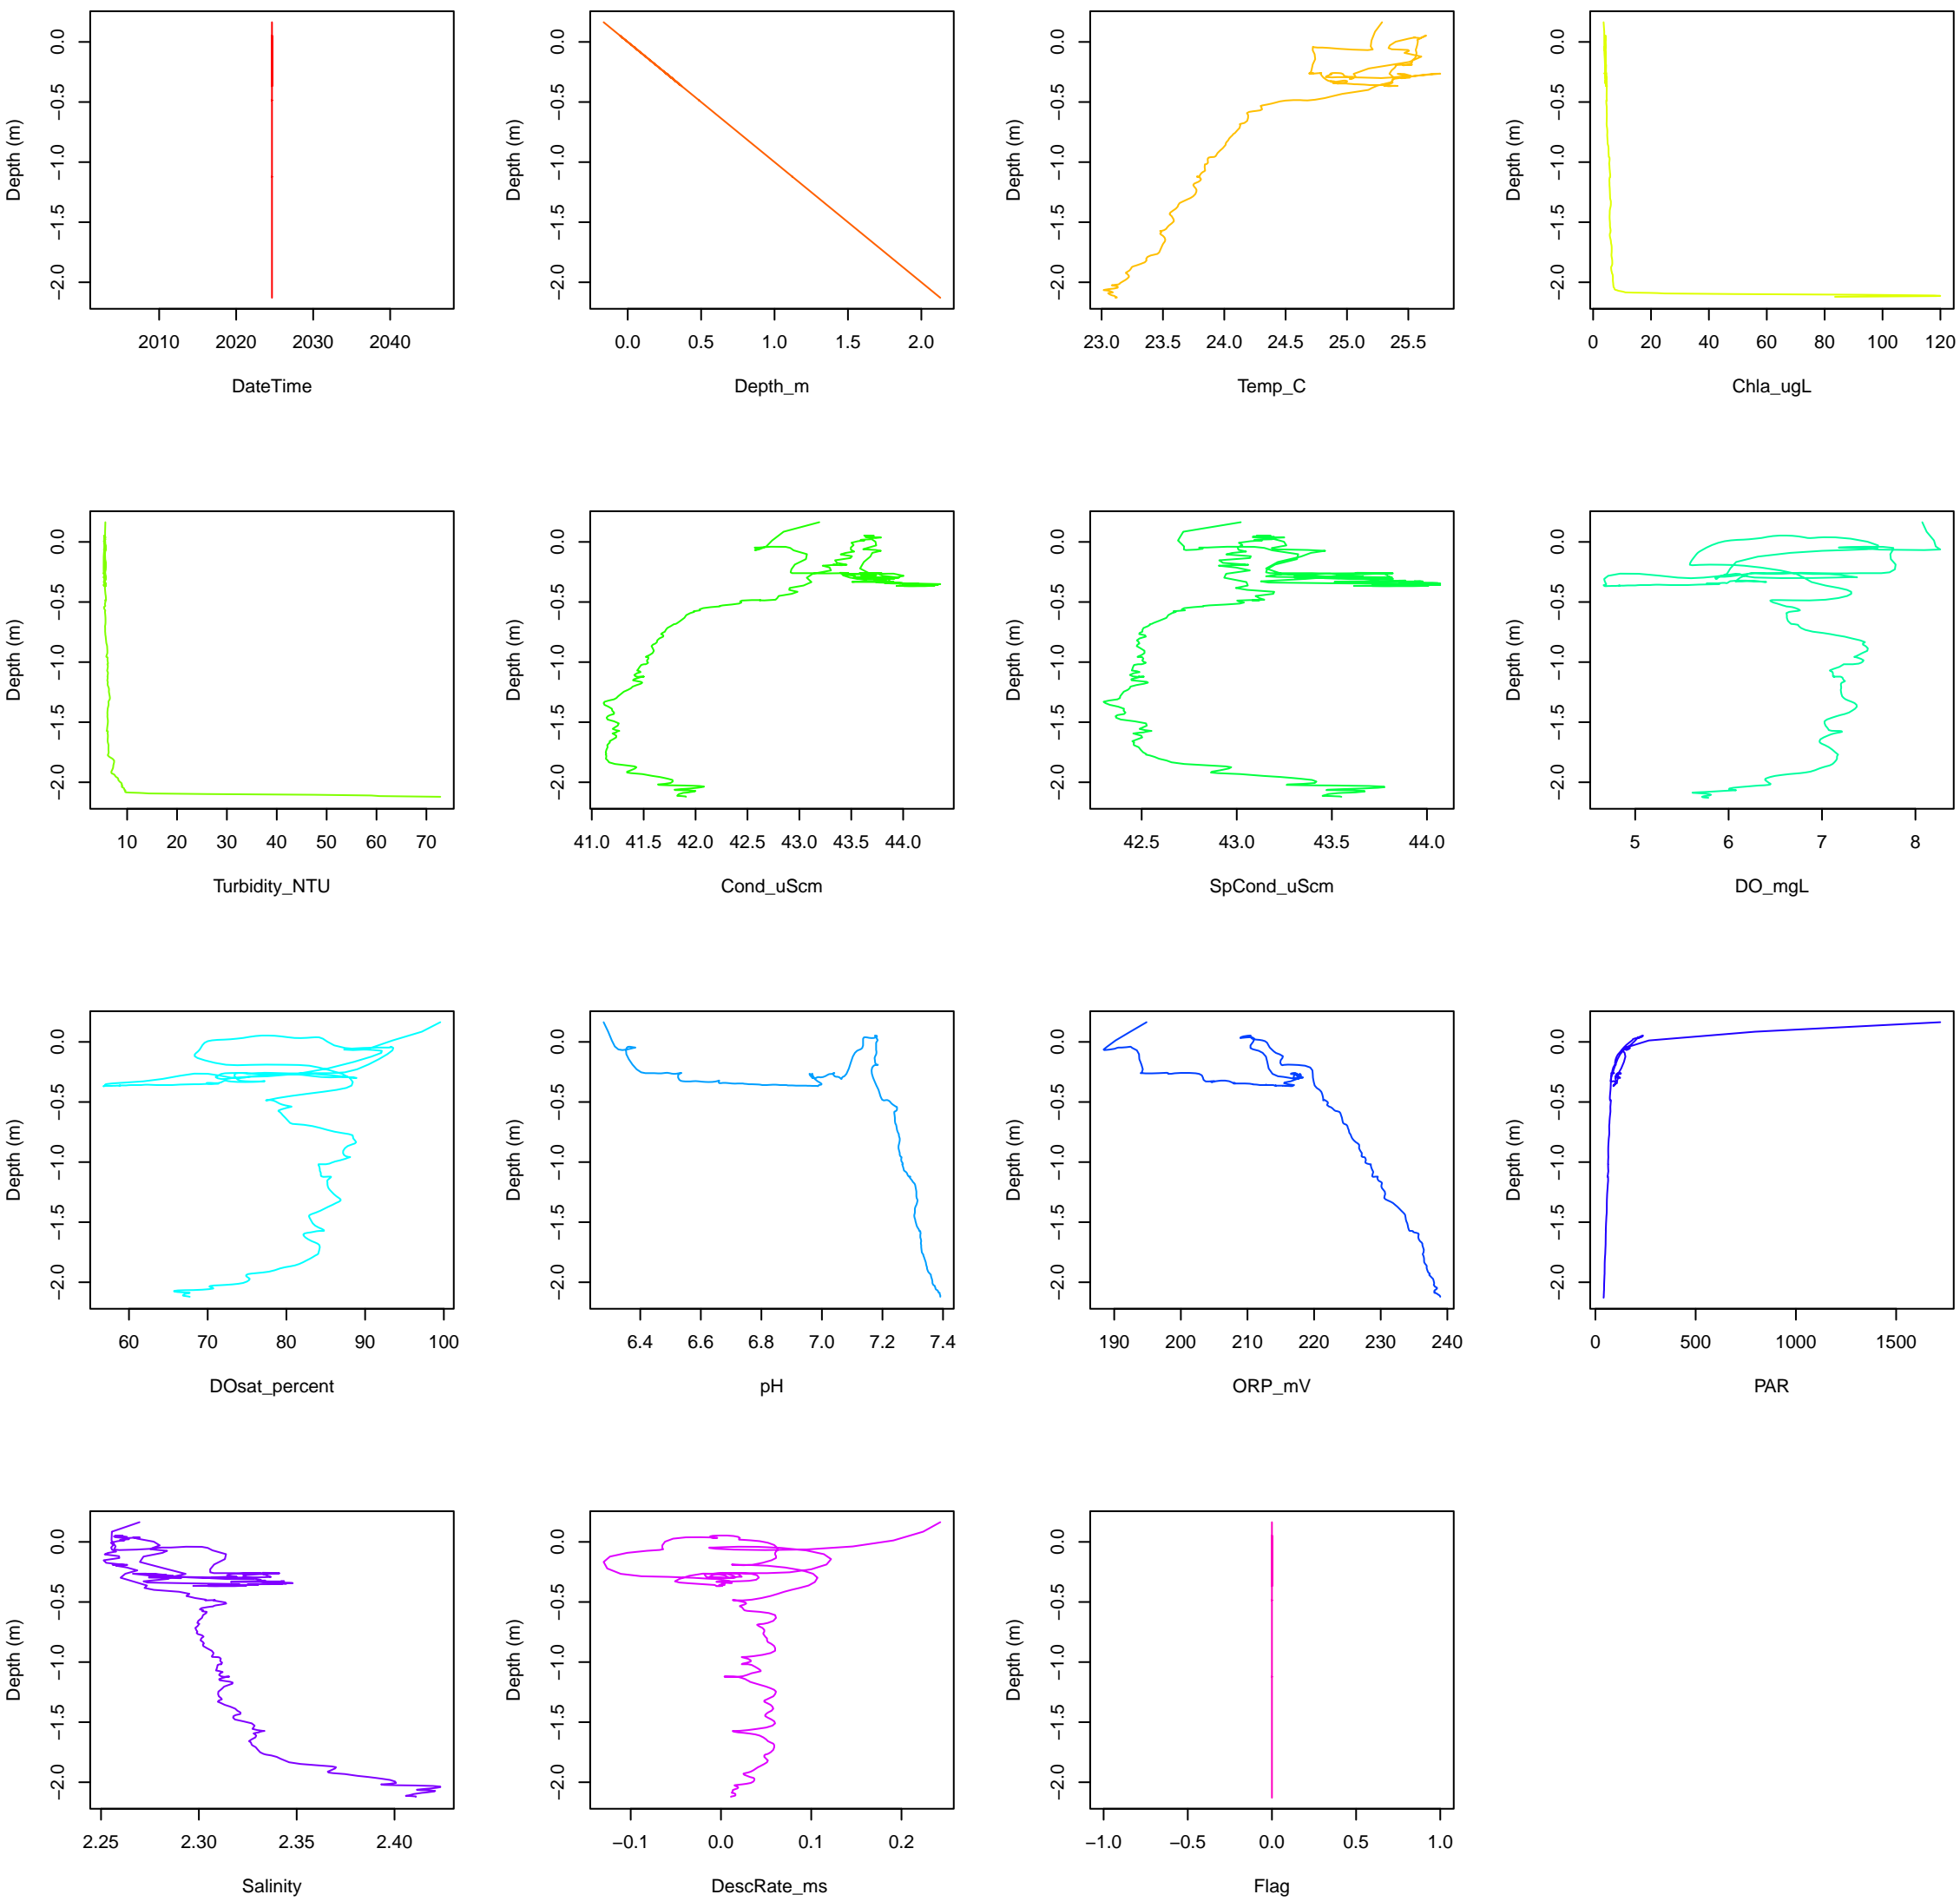 Depth (m)
0.0
−0.5
−1.0
−1.5
−2.0
2010 2020 2030 2040
DateTime
Depth (m)
0.0
−0.5
−1.0
−1.5
−2.0
0.0 0.5 1.0 1.5 2.0
Depth_m
Depth (m)
0.0
−0.5
−1.0
−1.5
−2.0
23.0 23.5 24.0 24.5 25.0 25.5
Temp_C
Depth (m)
0.0
−0.5
−1.0
−1.5
−2.0
0 20 40 60 80 100 120
Chla_ugL
Depth (m)
0.0
−0.5
−1.0
−1.5
−2.0
10 20 30 40 50 60 70
Turbidity_NTU
Depth (m)
0.0
−0.5
−1.0
−1.5
−2.0
41.0 41.5 42.0 42.5 43.0 43.5 44.0
Cond_uScm
Depth (m)
0.0
−0.5
−1.0
−1.5
−2.0
42.5 43.0 43.5 44.0
SpCond_uScm
Depth (m)
0.0
−0.5
−1.0
−1.5
−2.0
5 6 7 8
DO_mgL
Depth (m)
0.0
−0.5
−1.0
−1.5
−2.0
60 70 80 90 100
DOsat_percent
Depth (m)
0.0
−0.5
−1.0
−1.5
−2.0
6.4 6.6 6.8 7.0 7.2 7.4
pH
Depth (m)
0.0
−0.5
−1.0
−1.5
−2.0
190 200 210 220 230 240
ORP_mV
Depth (m)
0.0
−0.5
−1.0
−1.5
−2.0
0 500 1000 1500
PAR
Depth (m)
0.0
−0.5
−1.0
−1.5
−2.0
2.25 2.30 2.35 2.40
Salinity
Depth (m)
0.0
−0.5
−1.0
−1.5
−2.0
−0.1 0.0 0.1 0.2
DescRate_ms
Depth (m)
0.0
−0.5
−1.0
−1.5
−2.0
−1.0 −0.5 0.0 0.5 1.0
Flag